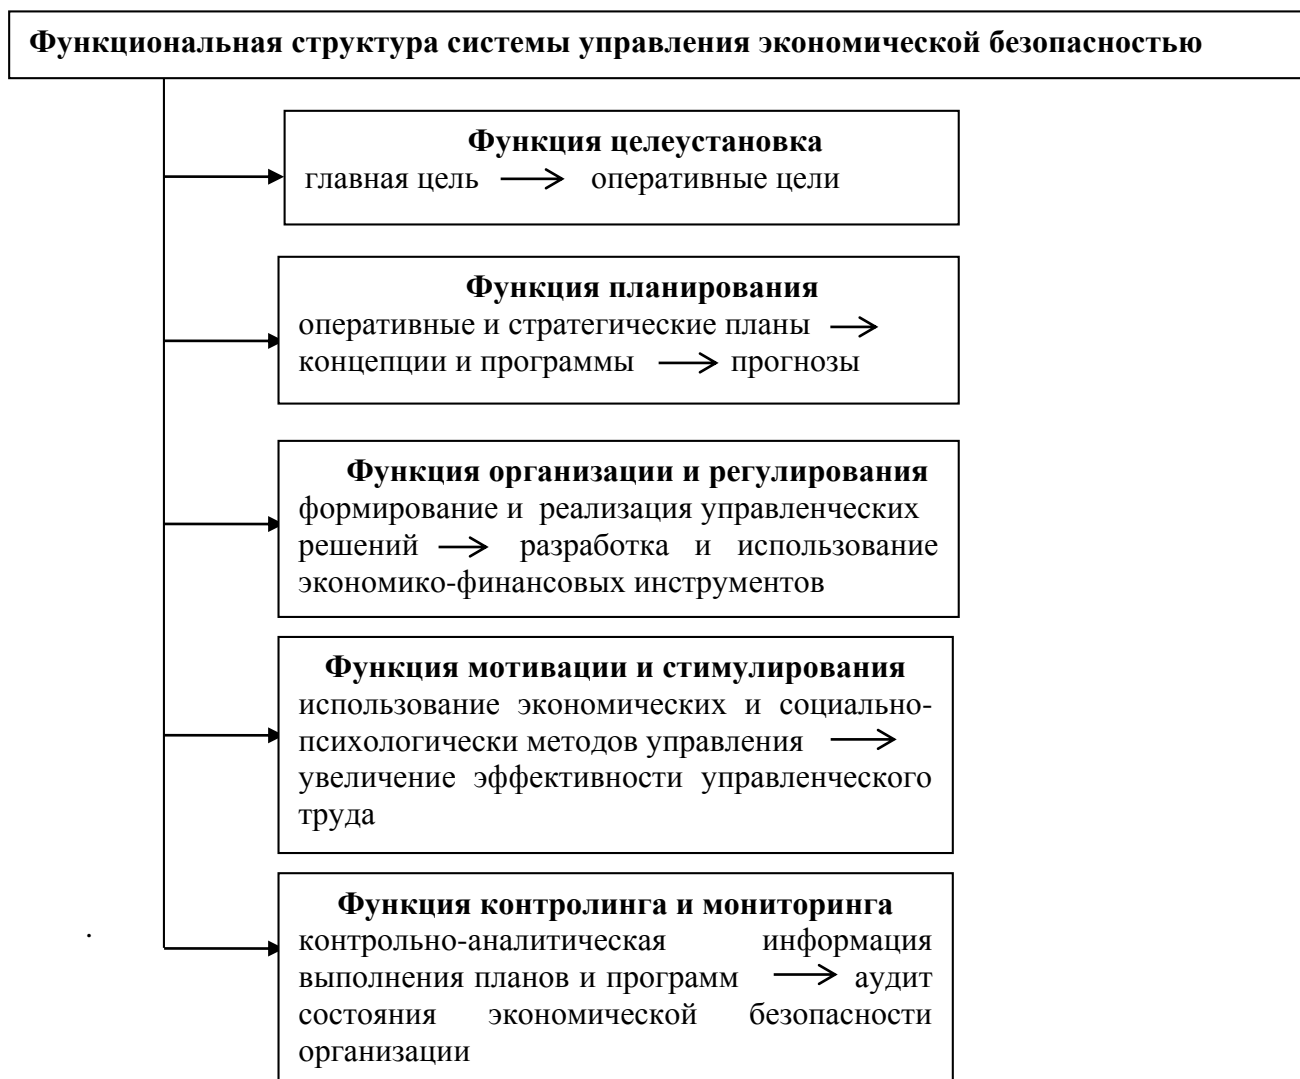 Функциональная структура системы управления экономической безопасностью
Функция целеустановка
главная цель → оперативные цели
Функция планирования
оперативные и стратегические планы →
концепции и программы → прогнозы
Функция организации и регулирования
формирование и реализация управленческих
решений → разработка и использование
экономико-финансовых инструментов
Функция мотивации и стимулирования
использование экономических и социально-
психологически методов управления →
увеличение эффективности управленческого
труда
Функция контролинга и мониторинга
контрольно-аналитическая информация
выполнения планов и программ → аудит
состояния экономической безопасности
организации
.